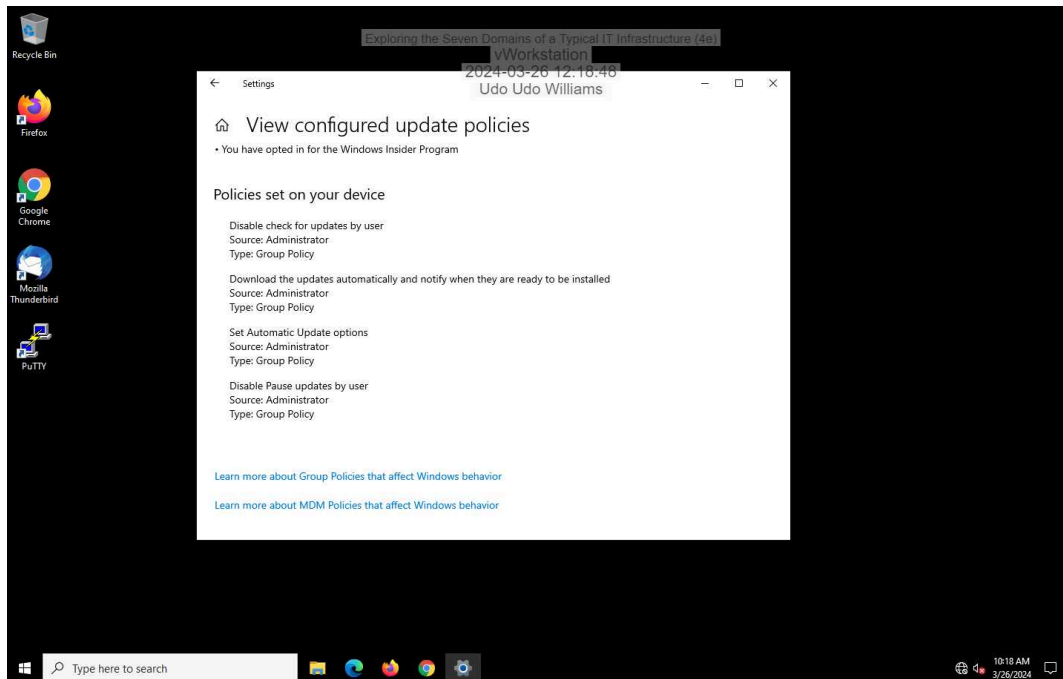 Recycle Bin
Exploring the Seven Domains of a Typical IT Infrastructure (4e)
vWorkstation
2024-03-26 12:18:48
Udo Udo Williams
Settings
View configured update policies
• You have opted in for the Windows Insider Program
Policies set on your device
Disable check for updates by user
Source: Administrator
Type: Group Policy
Download the updates automatically and notify when they are ready to be installed
Source: Administrator
Type: Group Policy
Set Automatic Update options
Source: Administrator
Type: Group Policy
Disable Pause updates by user
Source: Administrator
Type: Group Policy
Learn more about Group Policies that affect Windows behavior
Learn more about MDM Policies that affect Windows behavior
Firefox
Google
Chrome
Mozilla
Thunderbird
PuTTY
Type here to search
10:18 AM
3/26/2024